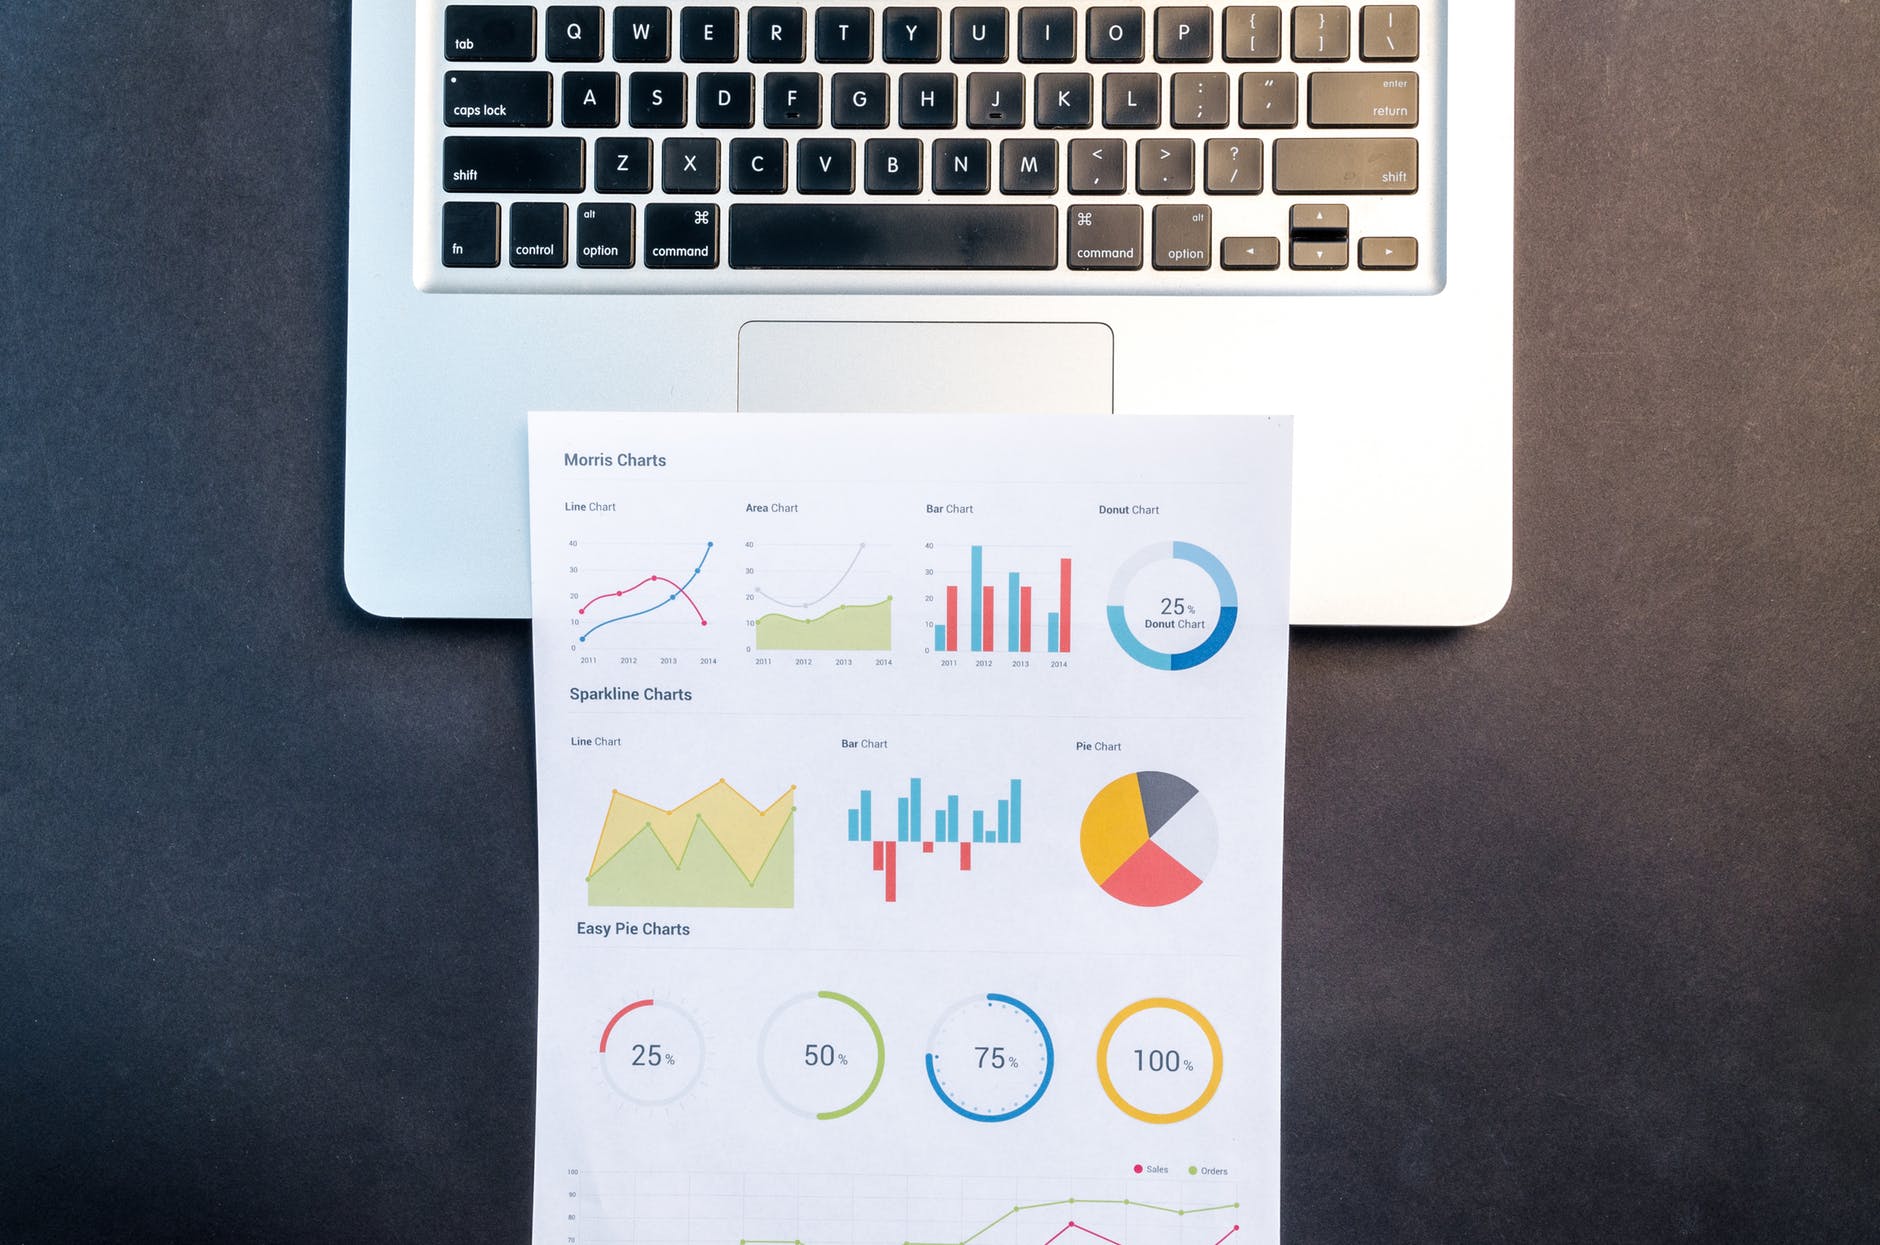 tab Q W E R T Y U I O P { [ } ] | \
caps lock A S D F G H J K L : ; " ' enter return
shift Z X C V B N M < , > . ? / shift
fn control alt option ⌘ command ⌘ command alt option ◄ ▲ ▼ ►
Morris Charts
Line Chart
40
30
20
10
0
2011 2012 2013 2014
Area Chart
40
30
20
10
0
2011 2012 2013 2014
Bar Chart
40
30
20
10
0
2011 2012 2013 2014
Donut Chart
25%
Donut Chart
Sparkline Charts
Line Chart
Bar Chart
Pie Chart
Easy Pie Charts
25% 50% 75% 100%
Sales Orders
100
90
80
70